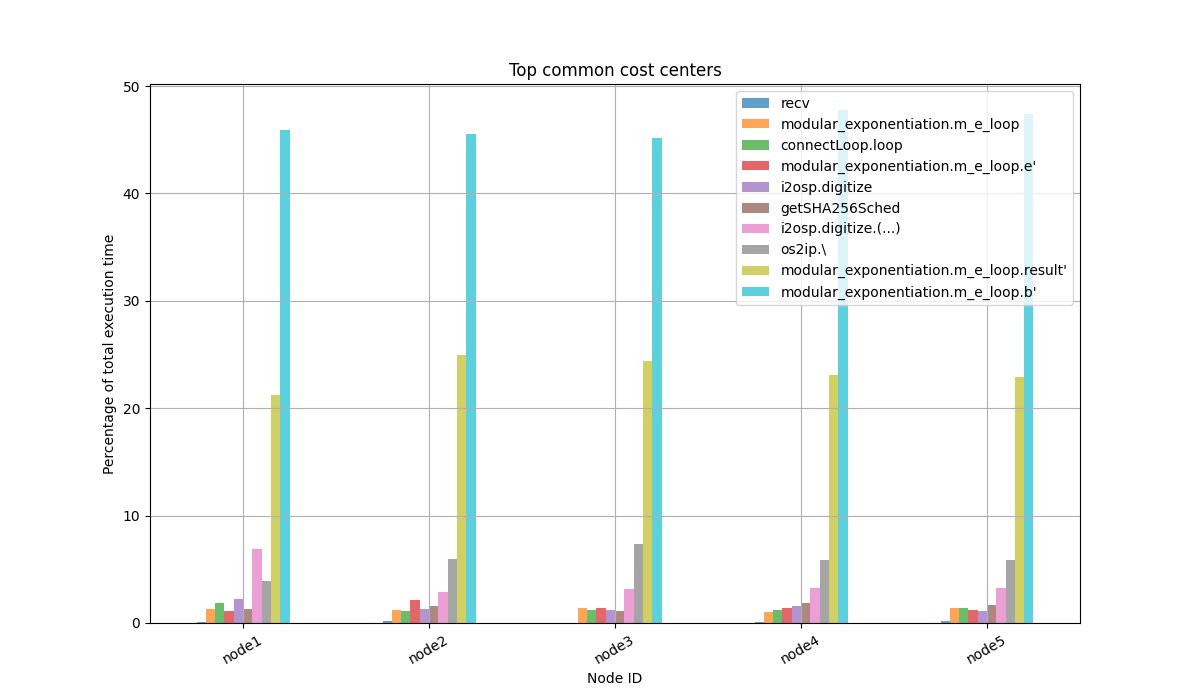 Top common cost centers
50
40
30
20
10
0
Percentage of total execution time
recv
modular_exponentiation.m_e_loop
connectLoop.loop
modular_exponentiation.m_e_loop.e'
i2osp.digitize
getSHA256Sched
i2osp.digitize.(...)
os2ip.\
modular_exponentiation.m_e_loop.result'
modular_exponentiation.m_e_loop.b'
node1
node2
node3
node4
node5
Node ID